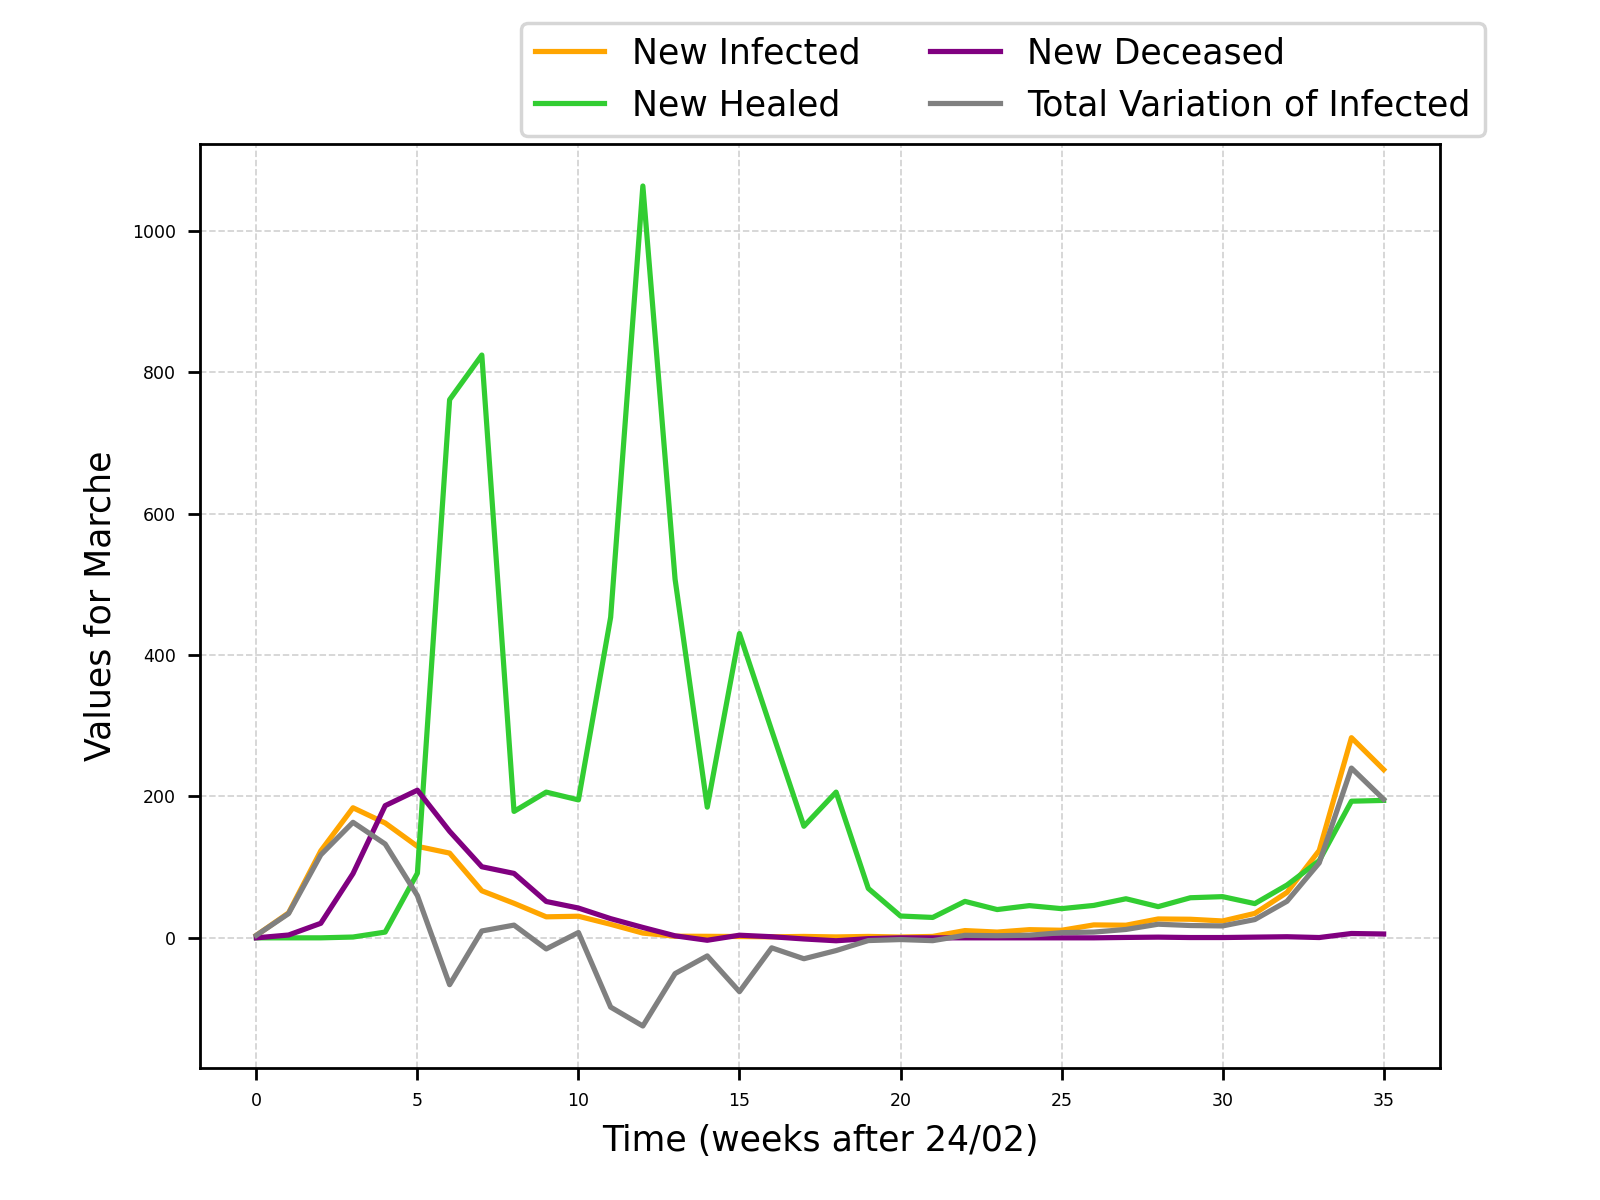 New Infected
New Healed
New Deceased
Total Variation of Infected
Values for Marche
1000
800
600
400
200
0
0 5 10 15 20 25 30 35
Time (weeks after 24/02)